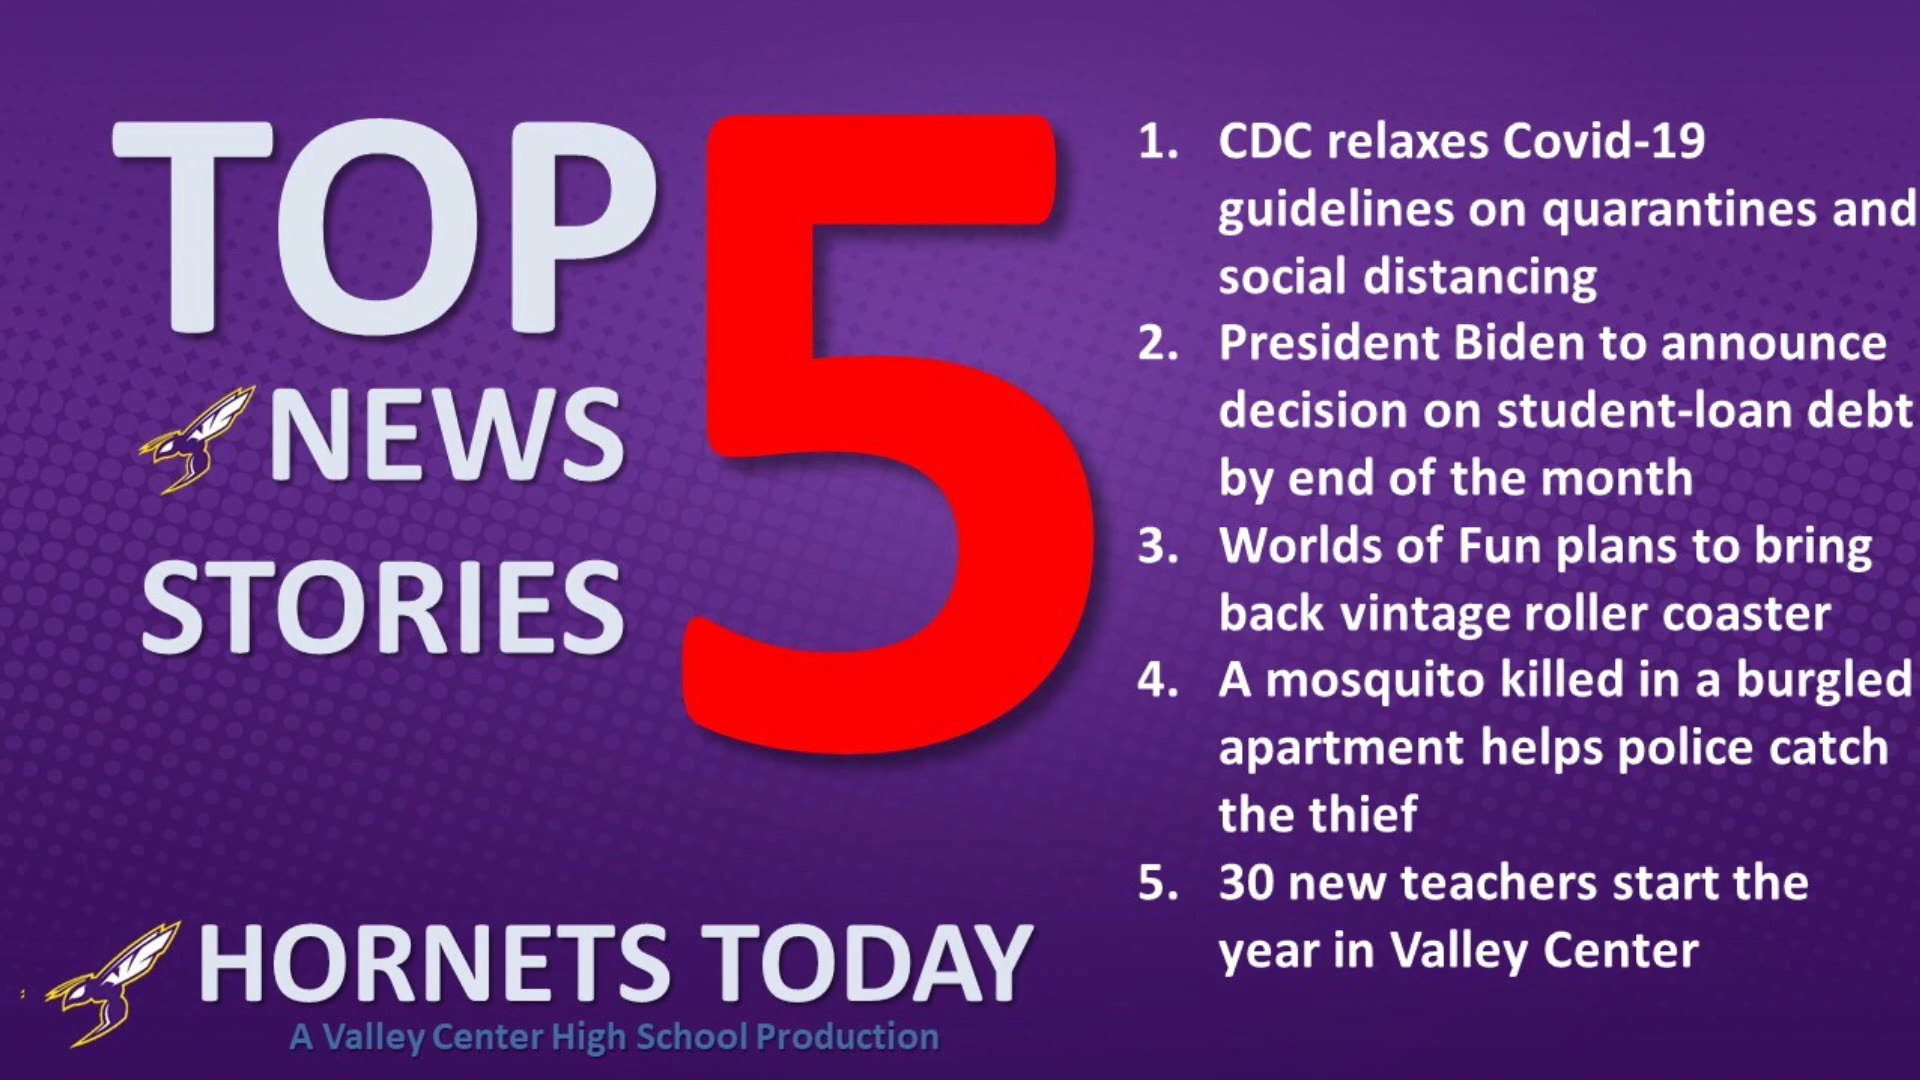 TOP 5
NEWS
STORIES
1. CDC relaxes Covid-19
guidelines on quarantines and
social distancing
2. President Biden to announce
decision on student-loan debt
by end of the month
3. Worlds of Fun plans to bring
back vintage roller coaster
4. A mosquito killed in a burgled
apartment helps police catch
the thief
5. 30 new teachers start the
year in Valley Center
HORNETS TODAY
A Valley Center High School Production